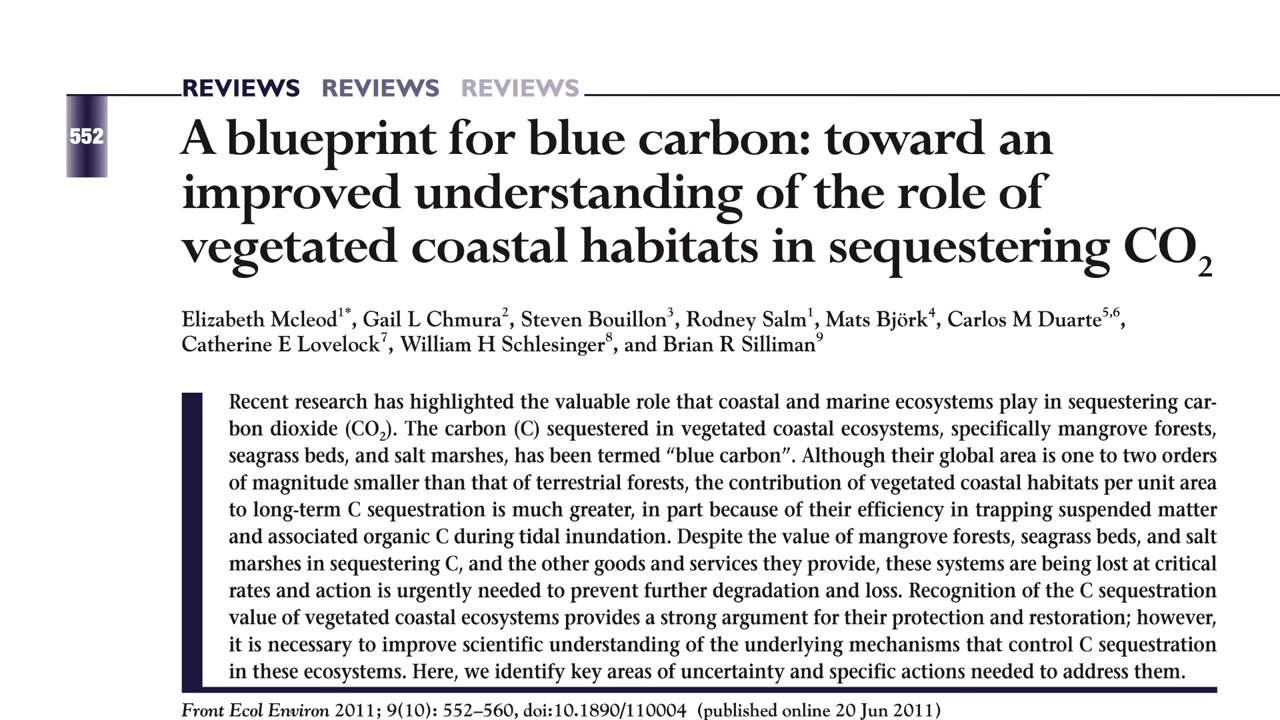 REVIEWS REVIEWS REVIEWS
552
A blueprint for blue carbon: toward an
improved understanding of the role of
vegetated coastal habitats in sequestering CO₂
Elizabeth Mcleod¹*, Gail L Chmura², Steven Bouillon³, Rodney Salm¹, Mats Björk⁴, Carlos M Duarte⁵,⁶,
Catherine E Lovelock⁷, William H Schlesinger⁸, and Brian R Silliman⁹
Recent research has highlighted the valuable role that coastal and marine ecosystems play in sequestering car-
bon dioxide (CO₂). The carbon (C) sequestered in vegetated coastal ecosystems, specifically mangrove forests,
seagrass beds, and salt marshes, has been termed “blue carbon”. Although their global area is one to two orders
of magnitude smaller than that of terrestrial forests, the contribution of vegetated coastal habitats per unit area
to long-term C sequestration is much greater, in part because of their efficiency in trapping suspended matter
and associated organic C during tidal inundation. Despite the value of mangrove forests, seagrass beds, and salt
marshes in sequestering C, and the other goods and services they provide, these systems are being lost at critical
rates and action is urgently needed to prevent further degradation and loss. Recognition of the C sequestration
value of vegetated coastal ecosystems provides a strong argument for their protection and restoration; however,
it is necessary to improve scientific understanding of the underlying mechanisms that control C sequestration
in these ecosystems. Here, we identify key areas of uncertainty and specific actions needed to address them.
Front Ecol Environ 2011; 9(10): 552–560, doi:10.1890/110004 (published online 20 Jun 2011)